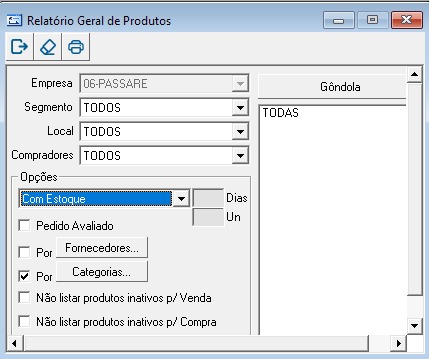 Relatório Geral de Produtos
Empresa 06-PASSARE
Segmento TODOS
Local TODOS
Compradores TODOS
Opções
Com Estoque Dias
Un
Pedido Avaliado
Por Fornecedores...
Por Categorias...
Não listar produtos inativos p/ Venda
Não listar produtos inativos p/ Compra
Gôndola
TODAS